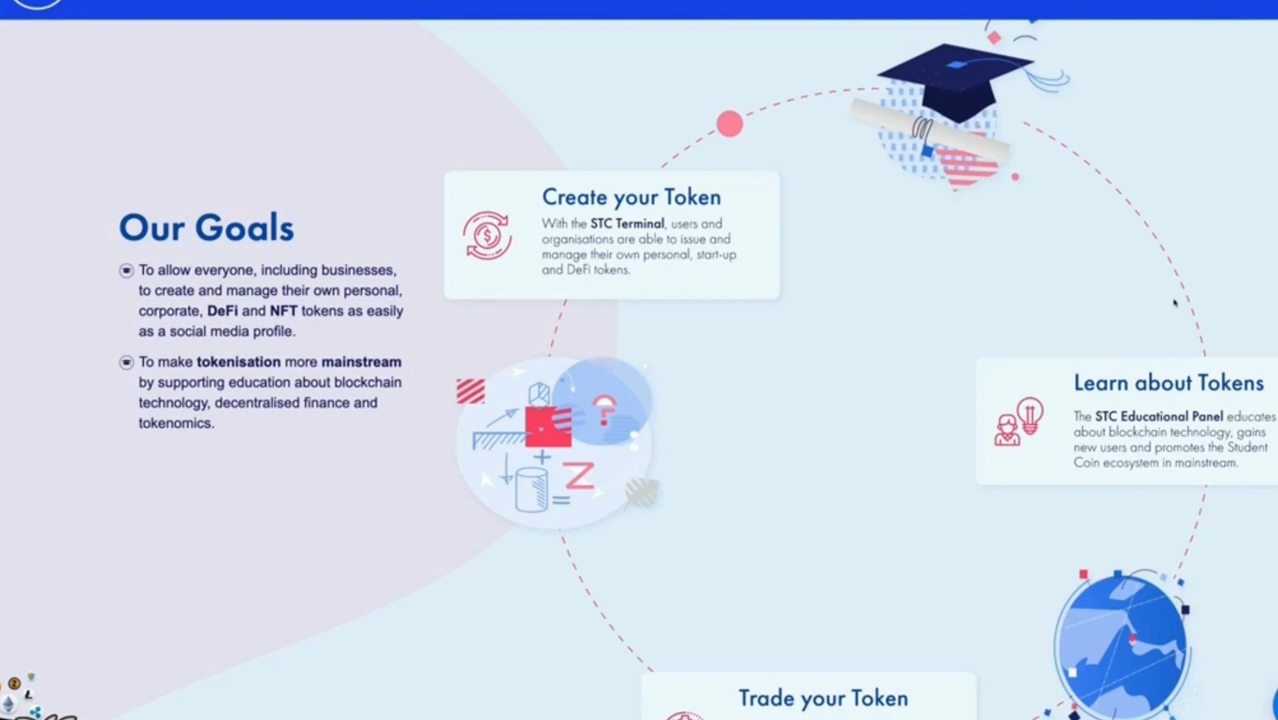 Our Goals
To allow everyone, including businesses,
to create and manage their own personal,
corporate, DeFi and NFT tokens as easily
as a social media profile.
To make tokenisation more mainstream
by supporting education about blockchain
technology, decentralised finance and
tokenomics.
Create your Token
With the STC Terminal, users and
organisations are able to issue and
manage their own personal, start-up
and DeFi tokens.
Learn about Tokens
The STC Educational Panel educates
about blockchain technology, gains
new users and promotes the Student
Coin ecosystem in mainstream.
Trade your Token